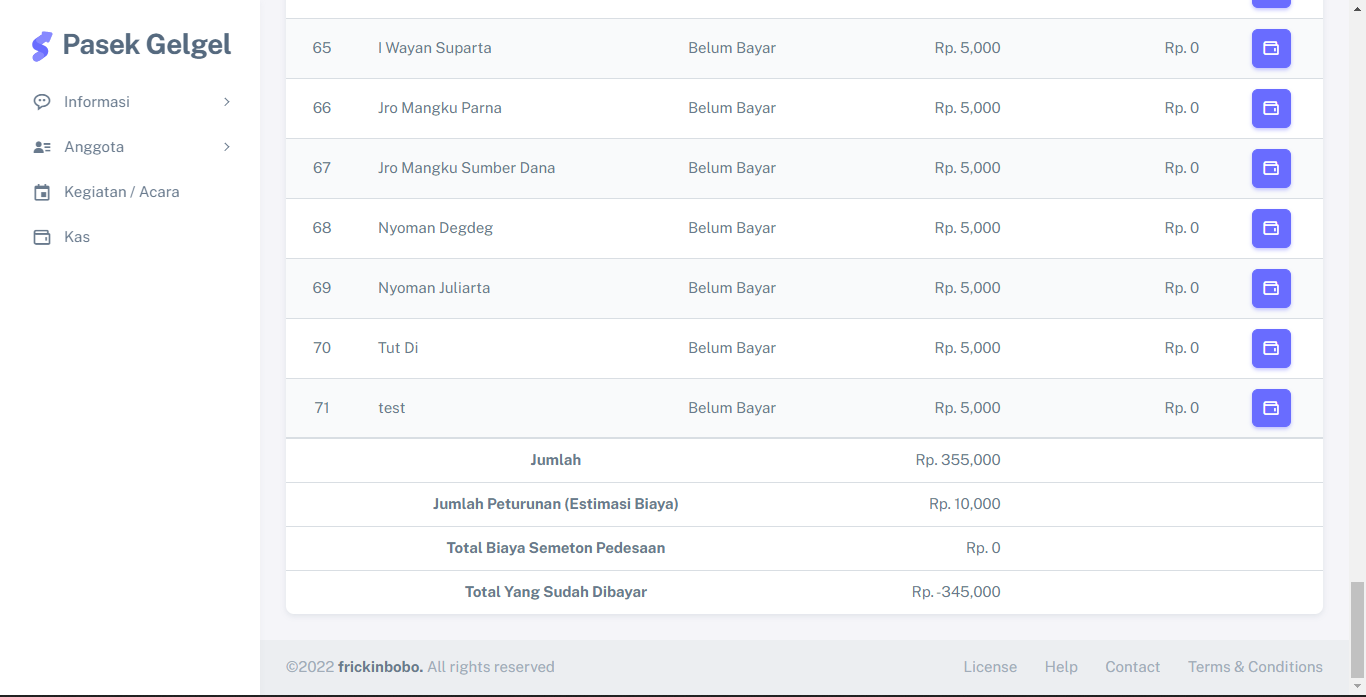 Pasek Gelgel
Informasi
Anggota
Kegiatan / Acara
Kas
65 I Wayan Suparta Belum Bayar Rp. 5,000 Rp. 0
66 Jro Mangku Parna Belum Bayar Rp. 5,000 Rp. 0
67 Jro Mangku Sumber Dana Belum Bayar Rp. 5,000 Rp. 0
68 Nyoman Degdeg Belum Bayar Rp. 5,000 Rp. 0
69 Nyoman Juliarta Belum Bayar Rp. 5,000 Rp. 0
70 Tut Di Belum Bayar Rp. 5,000 Rp. 0
71 test Belum Bayar Rp. 5,000 Rp. 0
Jumlah Rp. 355,000
Jumlah Peturunan (Estimasi Biaya) Rp. 10,000
Total Biaya Semeton Pedesaan Rp. 0
Total Yang Sudah Dibayar Rp. -345,000
©2022 frickinbobo. All rights reserved License Help Contact Terms & Conditions